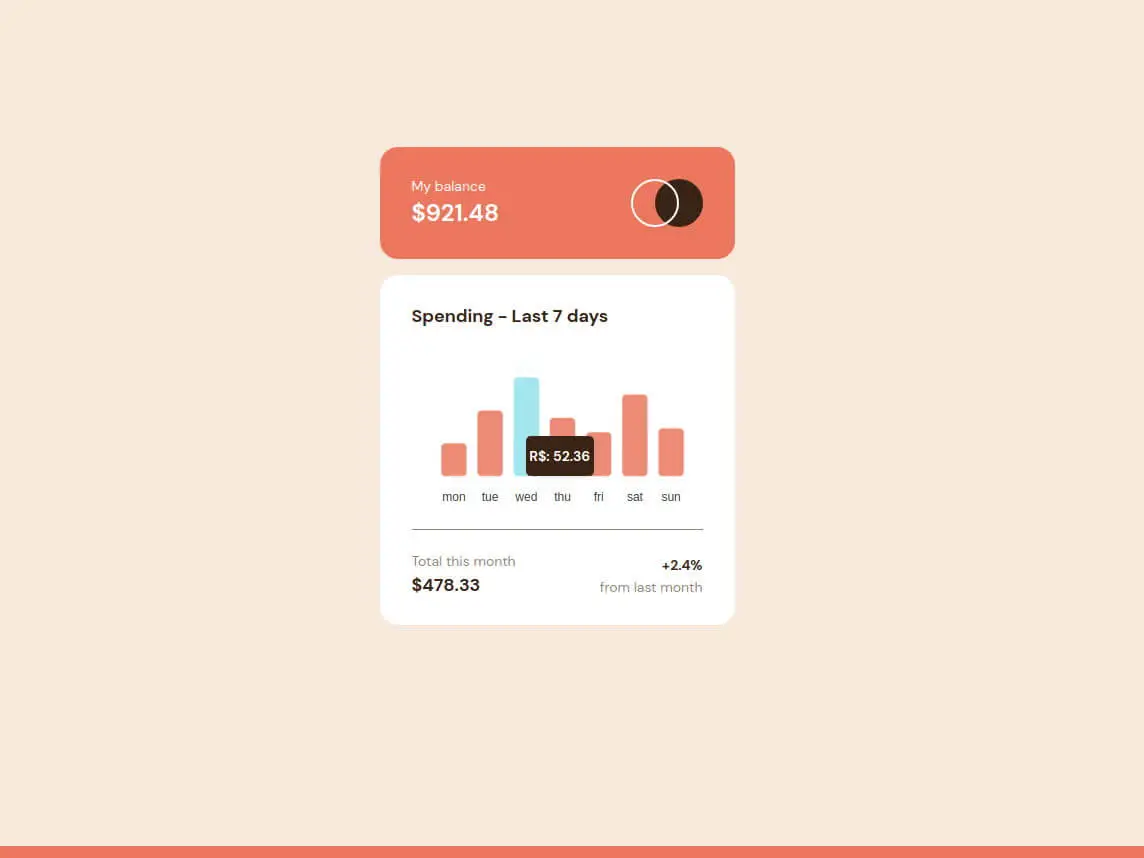 My balance
$921.48
Spending - Last 7 days
R$: 52.36
mon tue wed thu fri sat sun
Total this month
$478.33
+2.4%
from last month